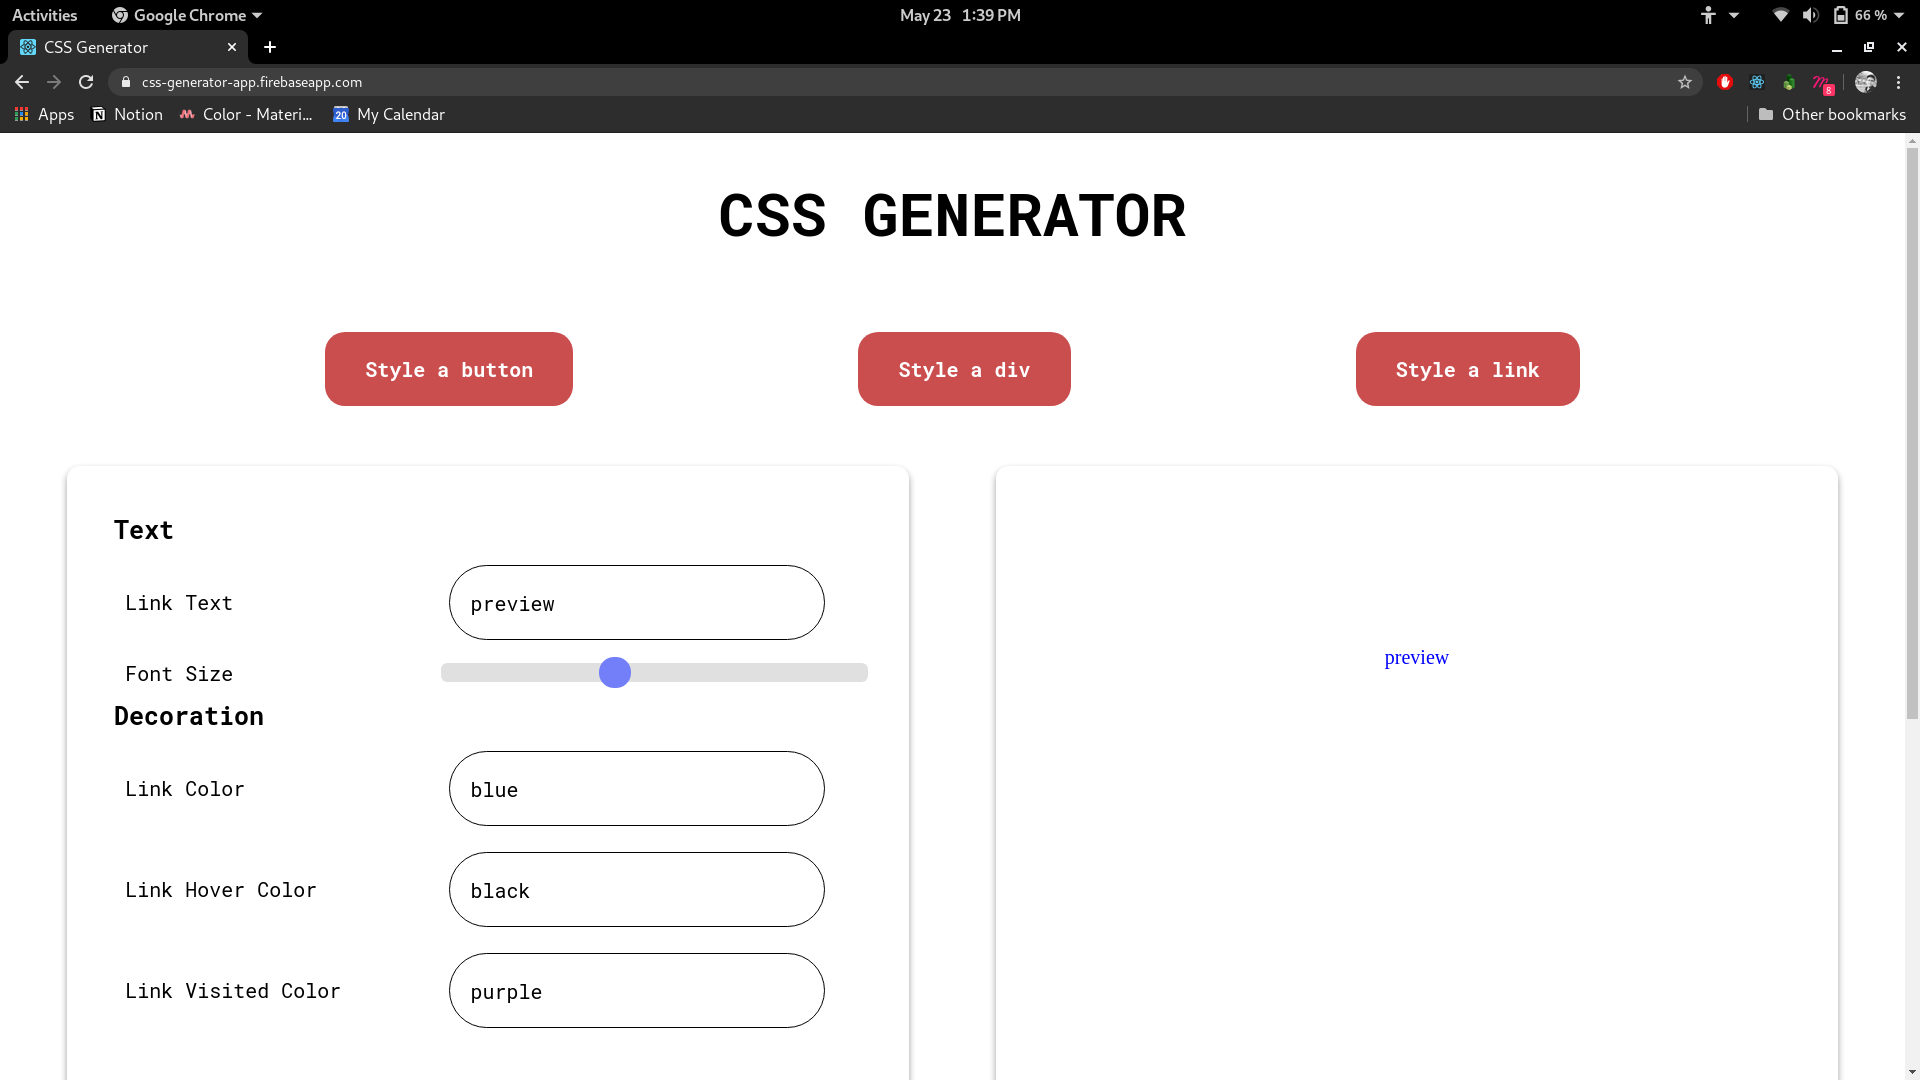 Activities Google Chrome May 23 1:39 PM 66 %
CSS Generator
css-generator-app.firebaseapp.com 8
Apps Notion Color - Materi... 20 My Calendar Other bookmarks
CSS GENERATOR
Style a button Style a div Style a link
Text
Link Text preview
Font Size
preview
Decoration
Link Color blue
Link Hover Color black
Link Visited Color purple